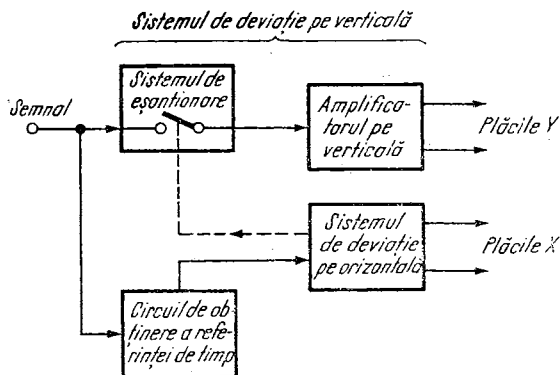 Sistemul de deviație pe verticală
Sistemul de
eșantionare
Semnal
Amplifica-
torul pe
verticală
Plăcile Y
Sistemul
de deviație
pe orizontală
Plăcile X
Circuit de ob-
ținere a refe-
rinței de timp